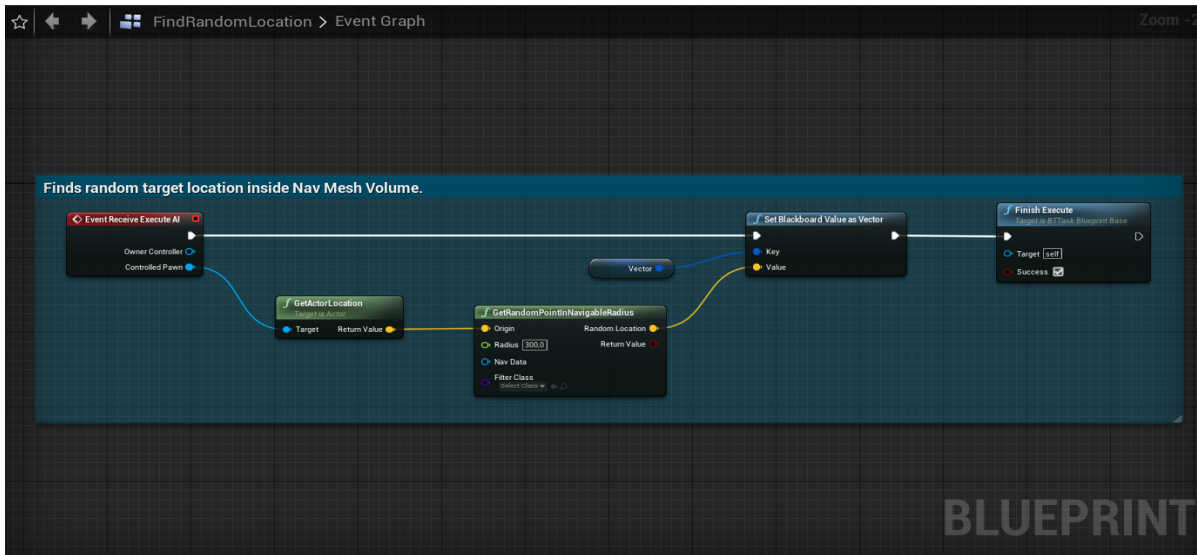 FindRandomLocation > Event Graph
Zoom -2
Finds random target location inside Nav Mesh Volume.
Event Receive Execute AI
Owner Controller
Controlled Pawn
GetActorLocation
Target is Actor
Target Return Value
GetRandomPointInNavigableRadius
Origin Random Location
Radius 300,0 Return Value
Nav Data
Filter Class
Select Class
Vector
Set Blackboard Value as Vector
Key
Value
Finish Execute
Target is BTTask Blueprint Base
Target self
Success
BLUEPRINT